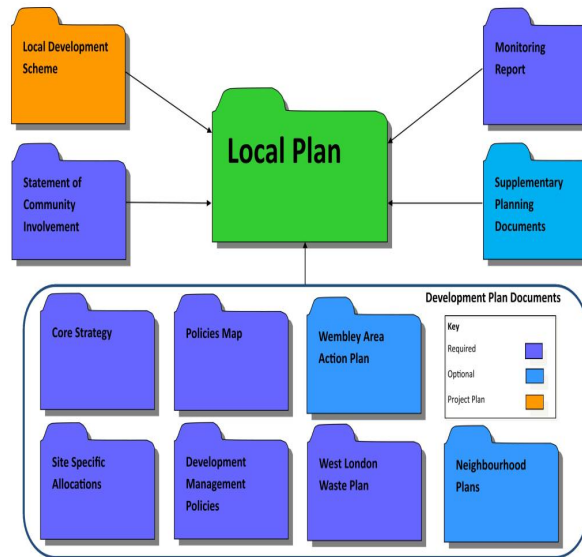 Local Development
Scheme
Monitoring
Report
Local Plan
Statement of
Community
Involvement
Supplementary
Planning
Documents
Development Plan Documents
Core Strategy
Policies Map
Wembley Area
Action Plan
Key
Required
Optional
Project Plan
Site Specific
Allocations
Development
Management
Policies
West London
Waste Plan
Neighbourhood
Plans